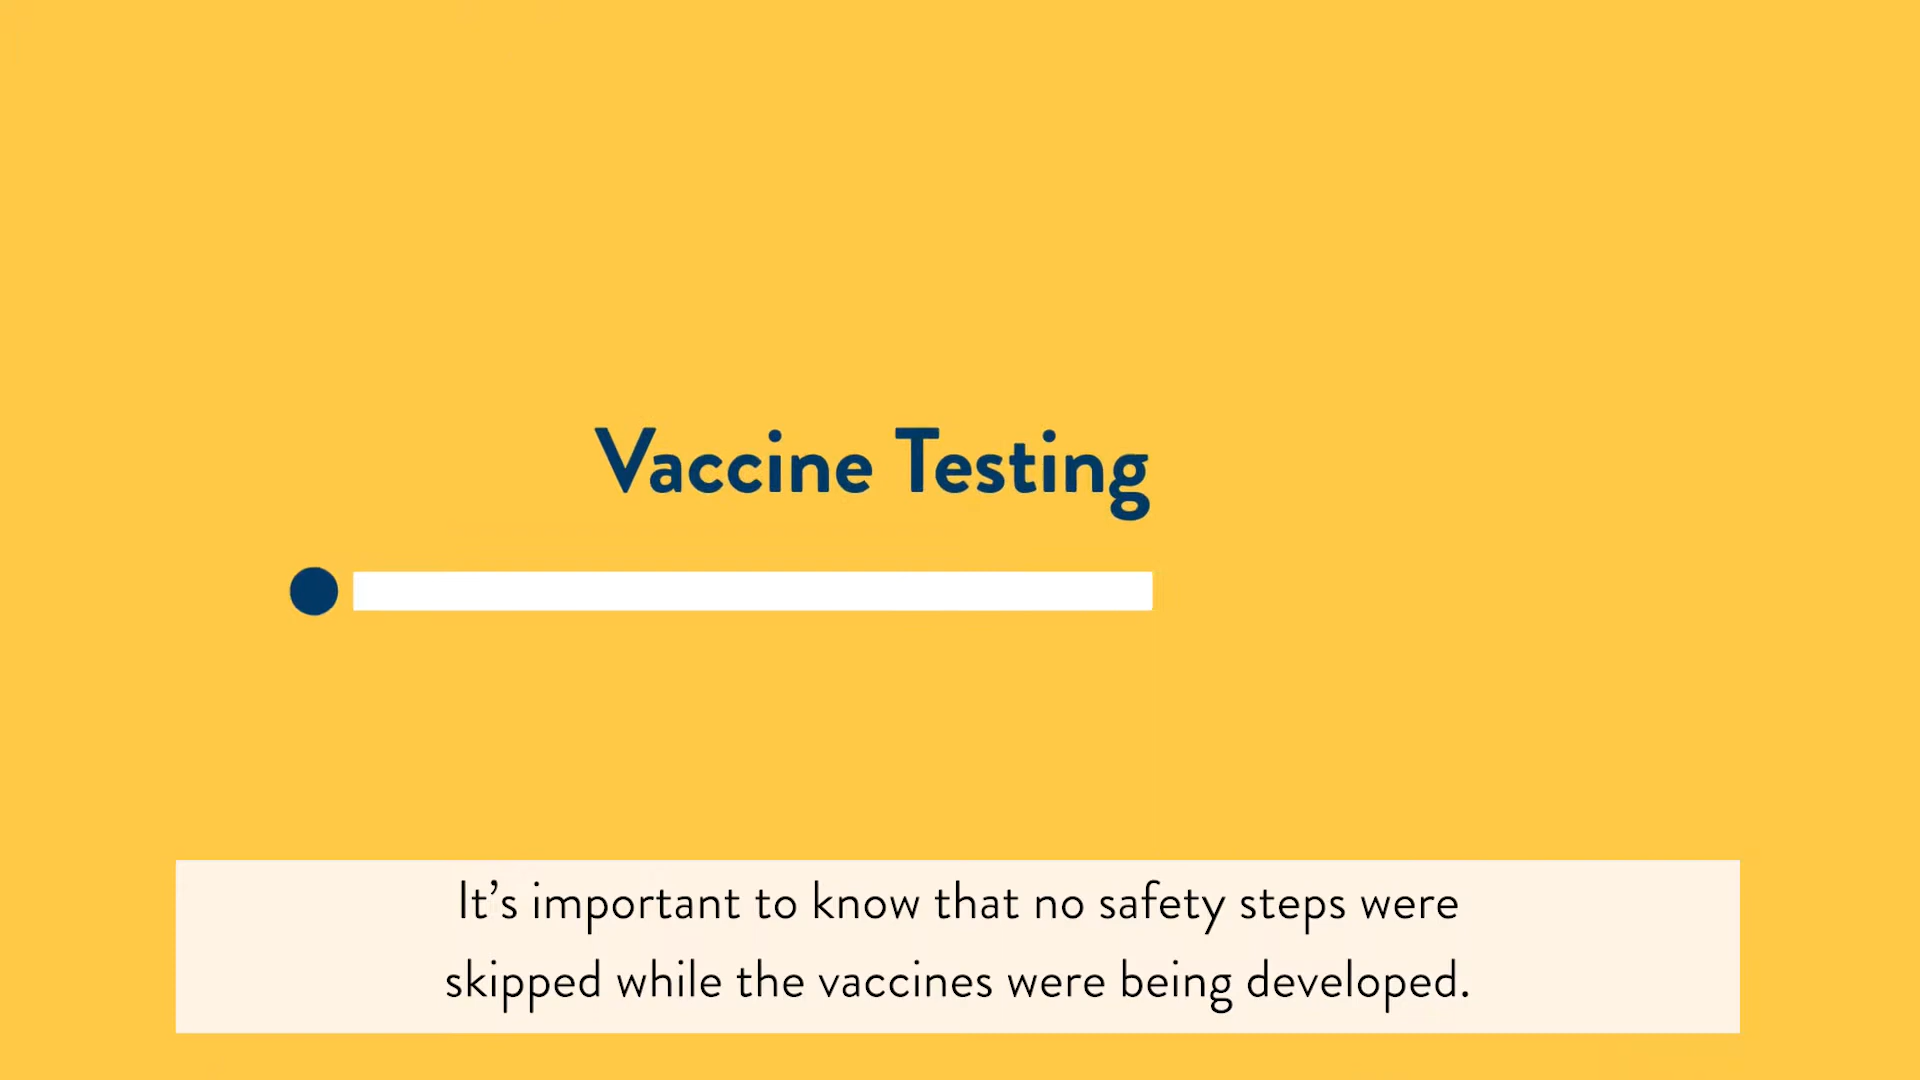 Vaccine Testing
It’s important to know that no safety steps were
skipped while the vaccines were being developed.